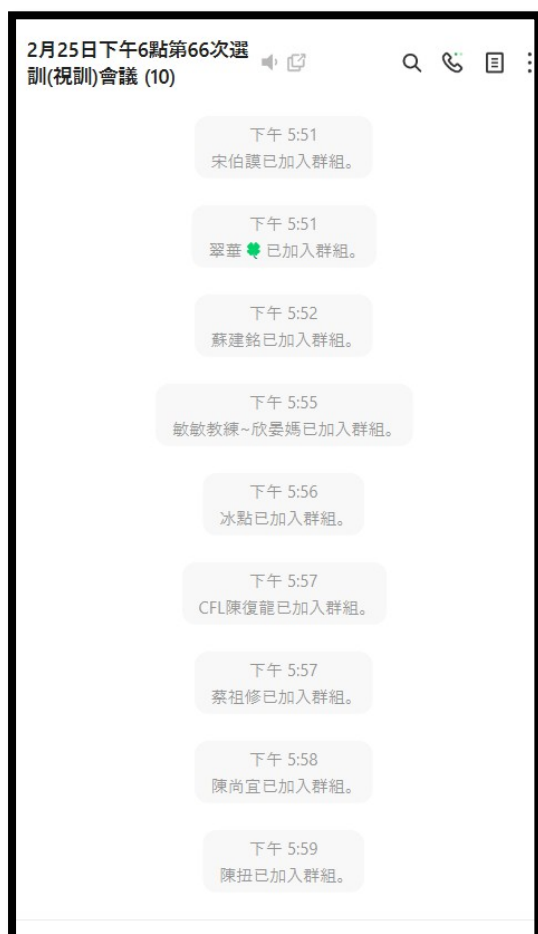 2月25日下午6點第66次選
訓(視訓)會議 (10)
下午 5:51
宋伯謨已加入群組。
下午 5:51
翠華🍀已加入群組。
下午 5:52
蘇建銘已加入群組。
下午 5:55
敏敏教練~欣晏媽已加入群組。
下午 5:56
冰點已加入群組。
下午 5:57
CFL陳復龍已加入群組。
下午 5:57
蔡祖修已加入群組。
下午 5:58
陳尚宜已加入群組。
下午 5:59
陳扭已加入群組。